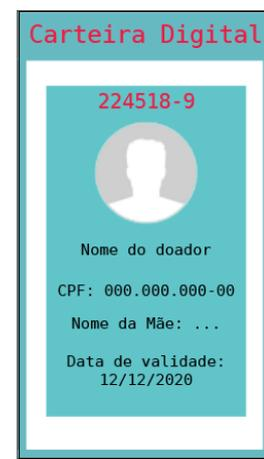 Carteira Digital
224518-9
Nome do doador
CPF: 000.000.000-00
Nome da Mãe: ...
Data de validade:
12/12/2020